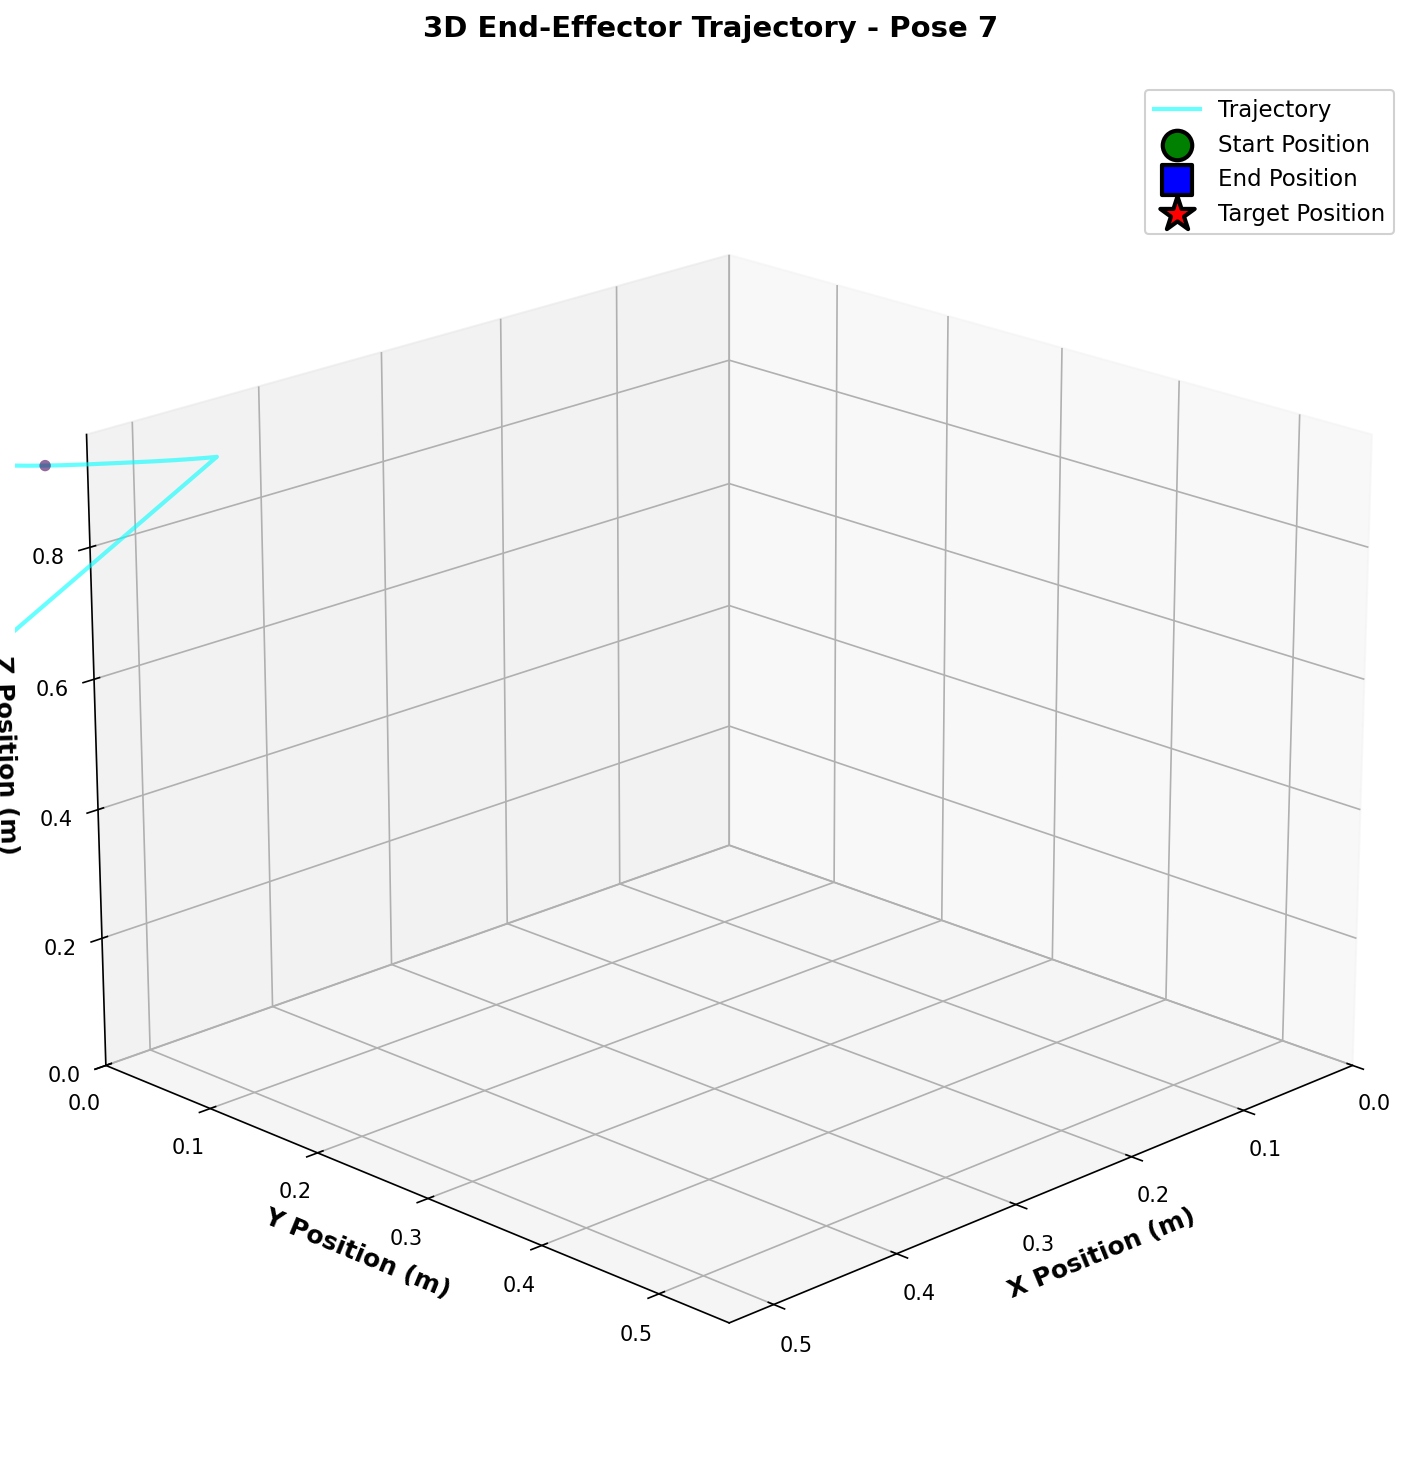 3D End-Effector Trajectory - Pose 7
Trajectory
Start Position
End Position
Target Position
0.8
0.6
0.4
0.2
0.0
Z Position (m)
0.0
0.1
0.2
0.3
0.4
0.5
Y Position (m)
0.0
0.1
0.2
0.3
0.4
0.5
X Position (m)